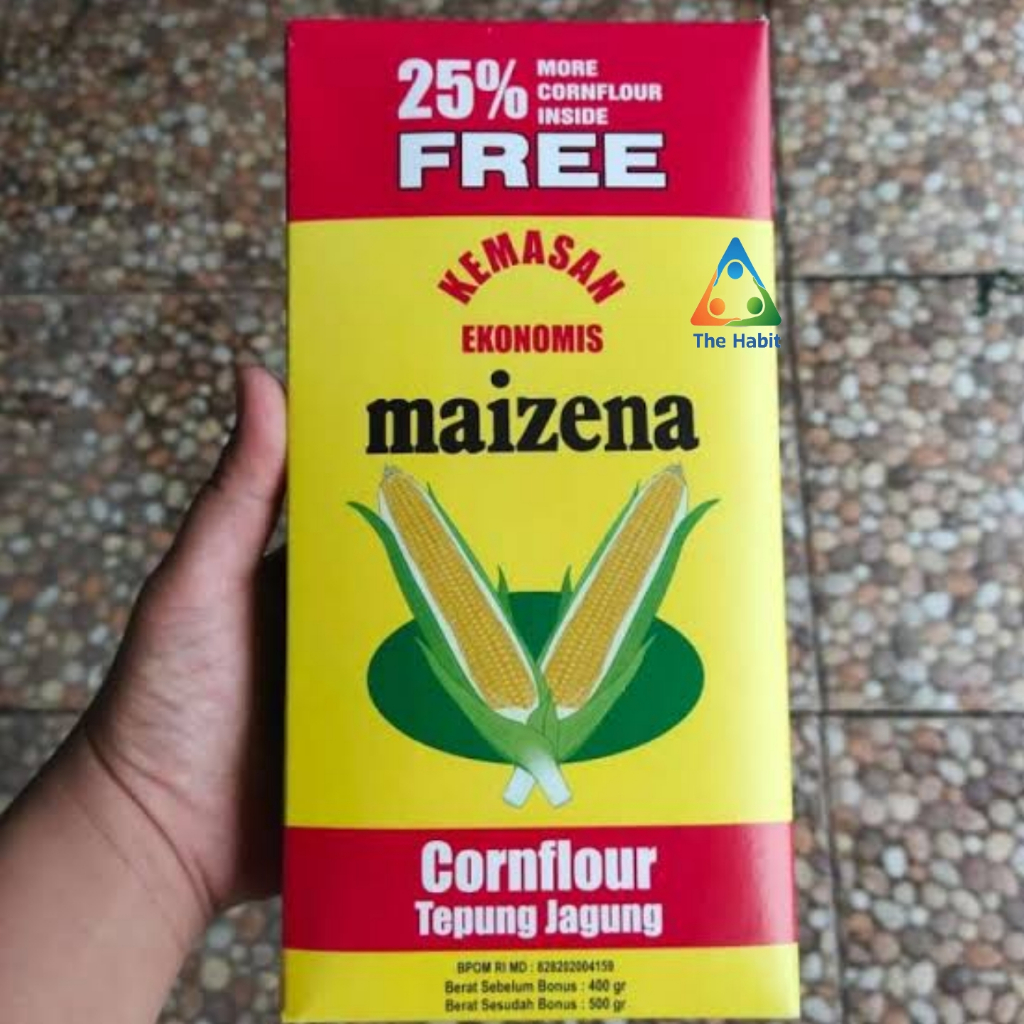 25% MORE
CORNFLOUR
INSIDE
FREE
KEMASAN
EKONOMIS
The Habit
maizena
Cornflour
Tepung Jagung
BPOM RI MD : 828202004159
Berat Sebelum Bonus : 400 gr
Berat Sesudah Bonus : 500 gr